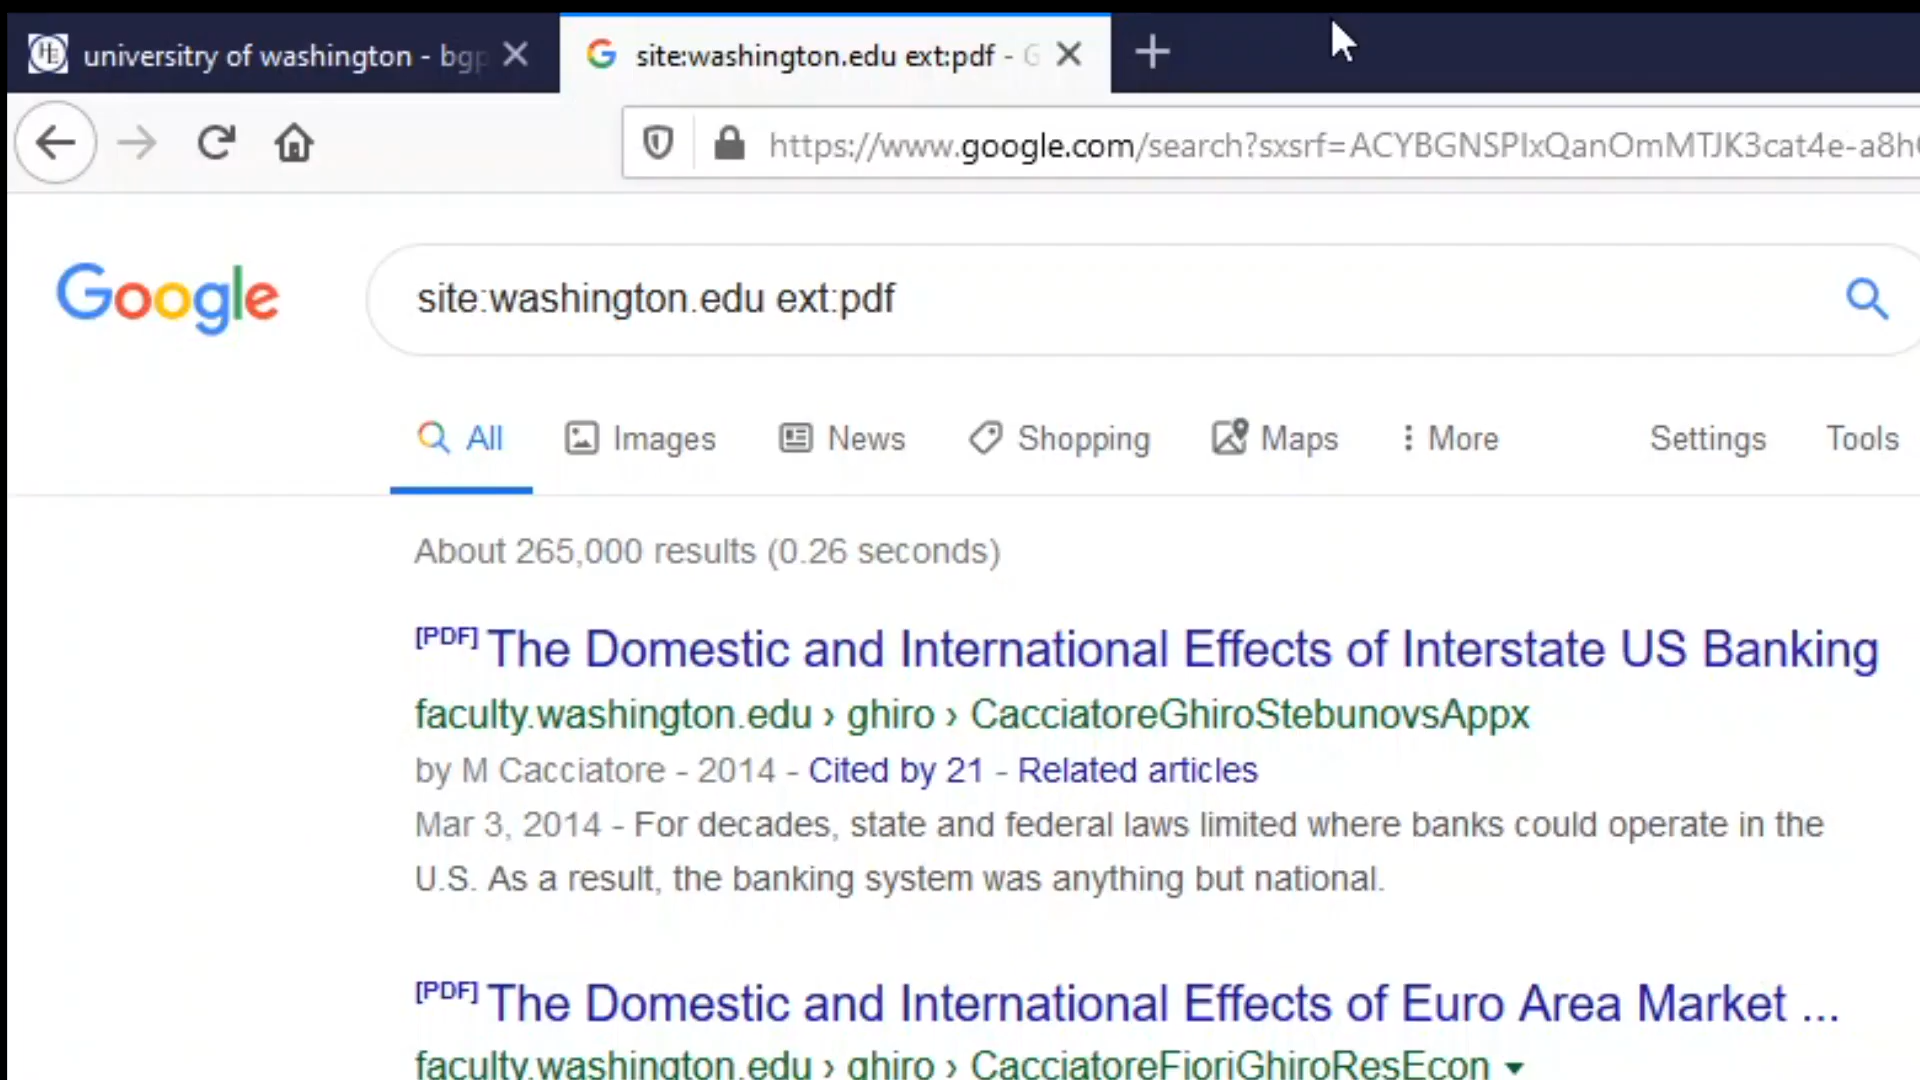 universitry of washington - bgp
site:washington.edu ext:pdf - G
https://www.google.com/search?sxsrf=ACYBGNSPIxQanOmMTJK3cat4e-a8h
Google
site:washington.edu ext:pdf
All Images News Shopping Maps More Settings Tools
About 265,000 results (0.26 seconds)
[PDF] The Domestic and International Effects of Interstate US Banking
faculty.washington.edu › ghiro › CacciatoreGhiroStebunovsAppx
by M Cacciatore - 2014 - Cited by 21 - Related articles
Mar 3, 2014 - For decades, state and federal laws limited where banks could operate in the
U.S. As a result, the banking system was anything but national.
[PDF] The Domestic and International Effects of Euro Area Market ...
faculty.washington.edu › ghiro › CacciatoreFioriGhiroResEcon